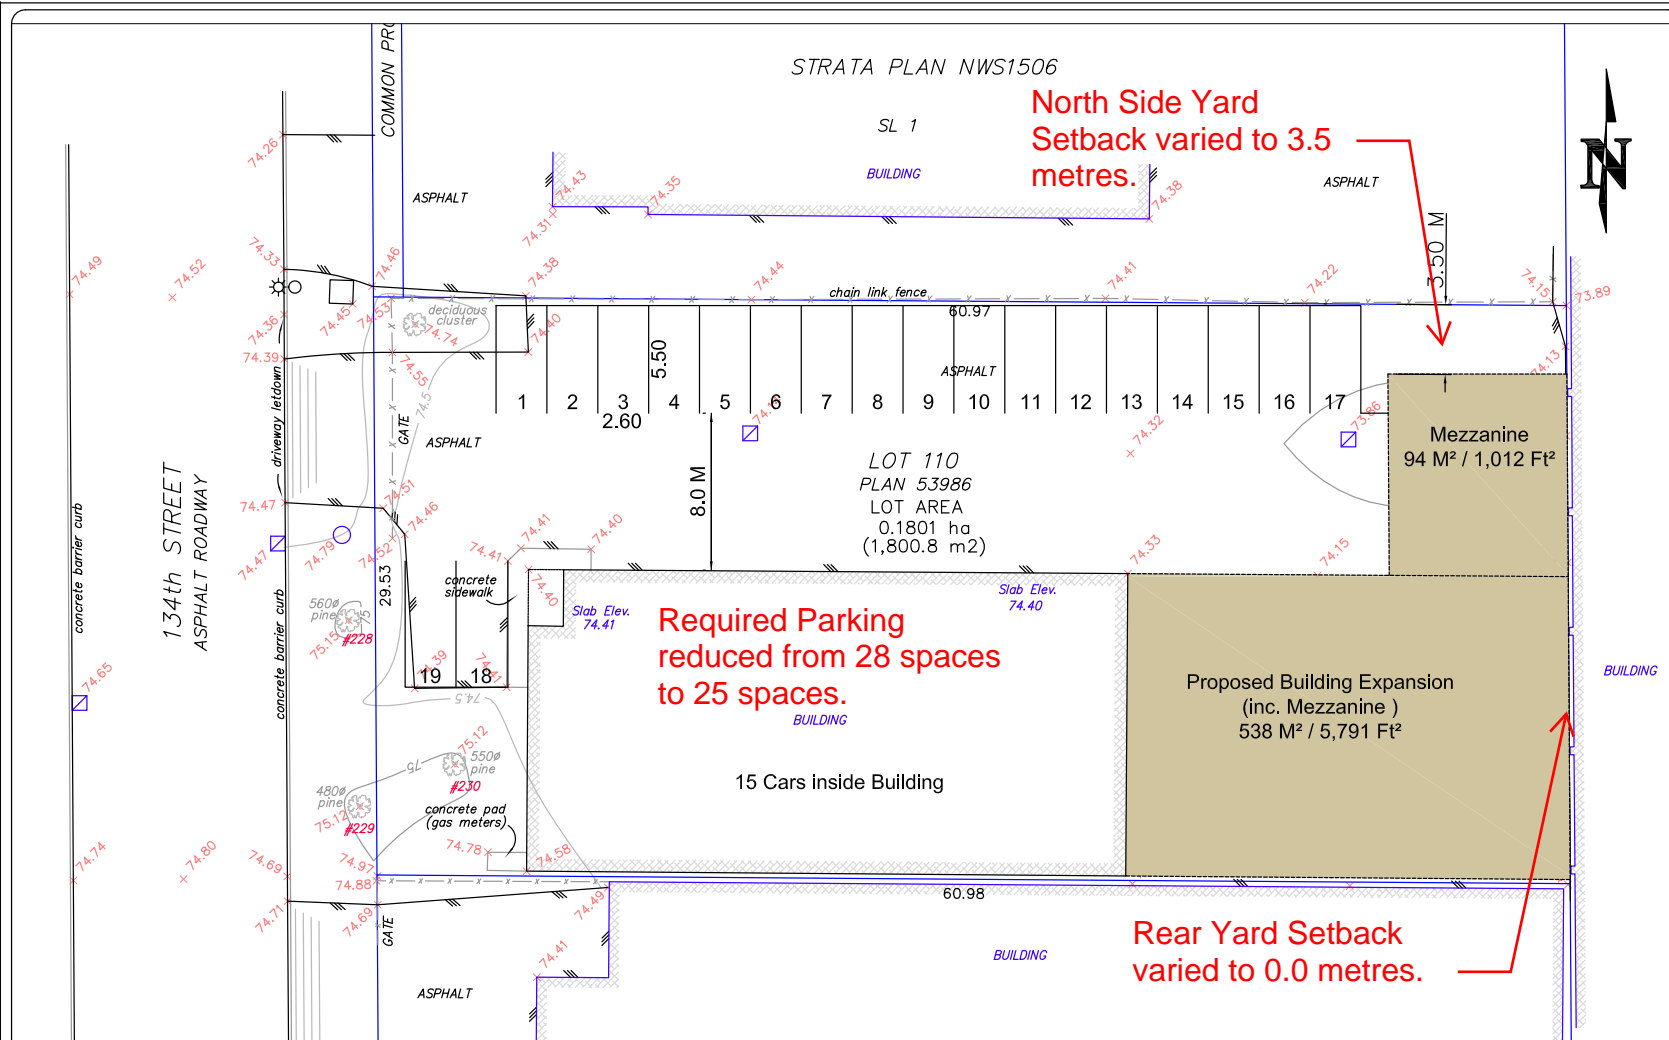 STRATA PLAN NWS1506
SL 1
North Side Yard
Setback varied to 3.5
metres.
N
COMMON PRO
BUILDING
ASPHALT
ASPHALT
74.26
74.43
74.35
74.31
74.38
3.50 M
74.49
74.52
74.33
74.46
74.38
74.44
74.41
74.22
74.15
73.89
chain link fence
60.97
74.45
74.53
74.36
deciduous
cluster
74.74
74.40
74.39
74.55
74.5
5.50
ASPHALT
74.13
1 2 3 4 5 6 7 8 9 10 11 12 13 14 15 16 17
2.60
73.86
74.32
driveway letdown
GATE
ASPHALT
8.0 M
LOT 110
PLAN 53986
LOT AREA
0.1801 ha
(1,800.8 m2)
Mezzanine
94 M² / 1,012 Ft²
134th STREET
ASPHALT ROADWAY
concrete barrier curb
concrete barrier curb
74.47
74.51
74.46
74.47
74.79
74.52
74.41
74.40
74.41
74.33
74.15
29.53
concrete
sidewalk
74.40
Slab Elev.
74.41
Slab Elev.
74.40
560ø
pine
75
75.15
#228
Required Parking
reduced from 28 spaces
to 25 spaces.
74.39
74.41
19 18
74.5
74.65
BUILDING
BUILDING
Proposed Building Expansion
(inc. Mezzanine )
538 M² / 5,791 Ft²
75.12
550ø
pine
75
#230
480ø
pine
75.12
#229
15 Cars inside Building
concrete pad
(gas meters)
74.78
74.58
74.74
74.80
74.69
74.97
74.88
74.71
74.69
74.49
60.98
GATE
74.41
ASPHALT
BUILDING
Rear Yard Setback
varied to 0.0 metres.